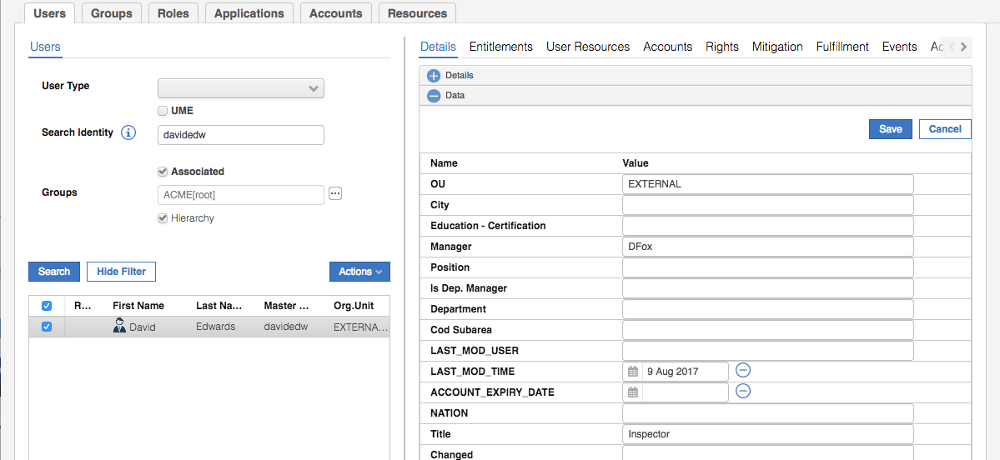 Users Groups Roles Applications Accounts Resources
Users
User Type
UME
Search Identity i davidedw
Associated
Groups ACME[root] ...
Hierarchy
Search Hide Filter Actions
R... First Name Last Na... Master ... Org.Unit
David Edwards davidedw EXTERNA...
Details Entitlements User Resources Accounts Rights Mitigation Fulfillment Events Ac
Details
Data
Save Cancel
Name Value
OU EXTERNAL
City
Education - Certification
Manager DFox
Position
Is Dep. Manager
Department
Cod Subarea
LAST_MOD_USER
LAST_MOD_TIME 9 Aug 2017
ACCOUNT_EXPIRY_DATE
NATION
Title Inspector
Changed